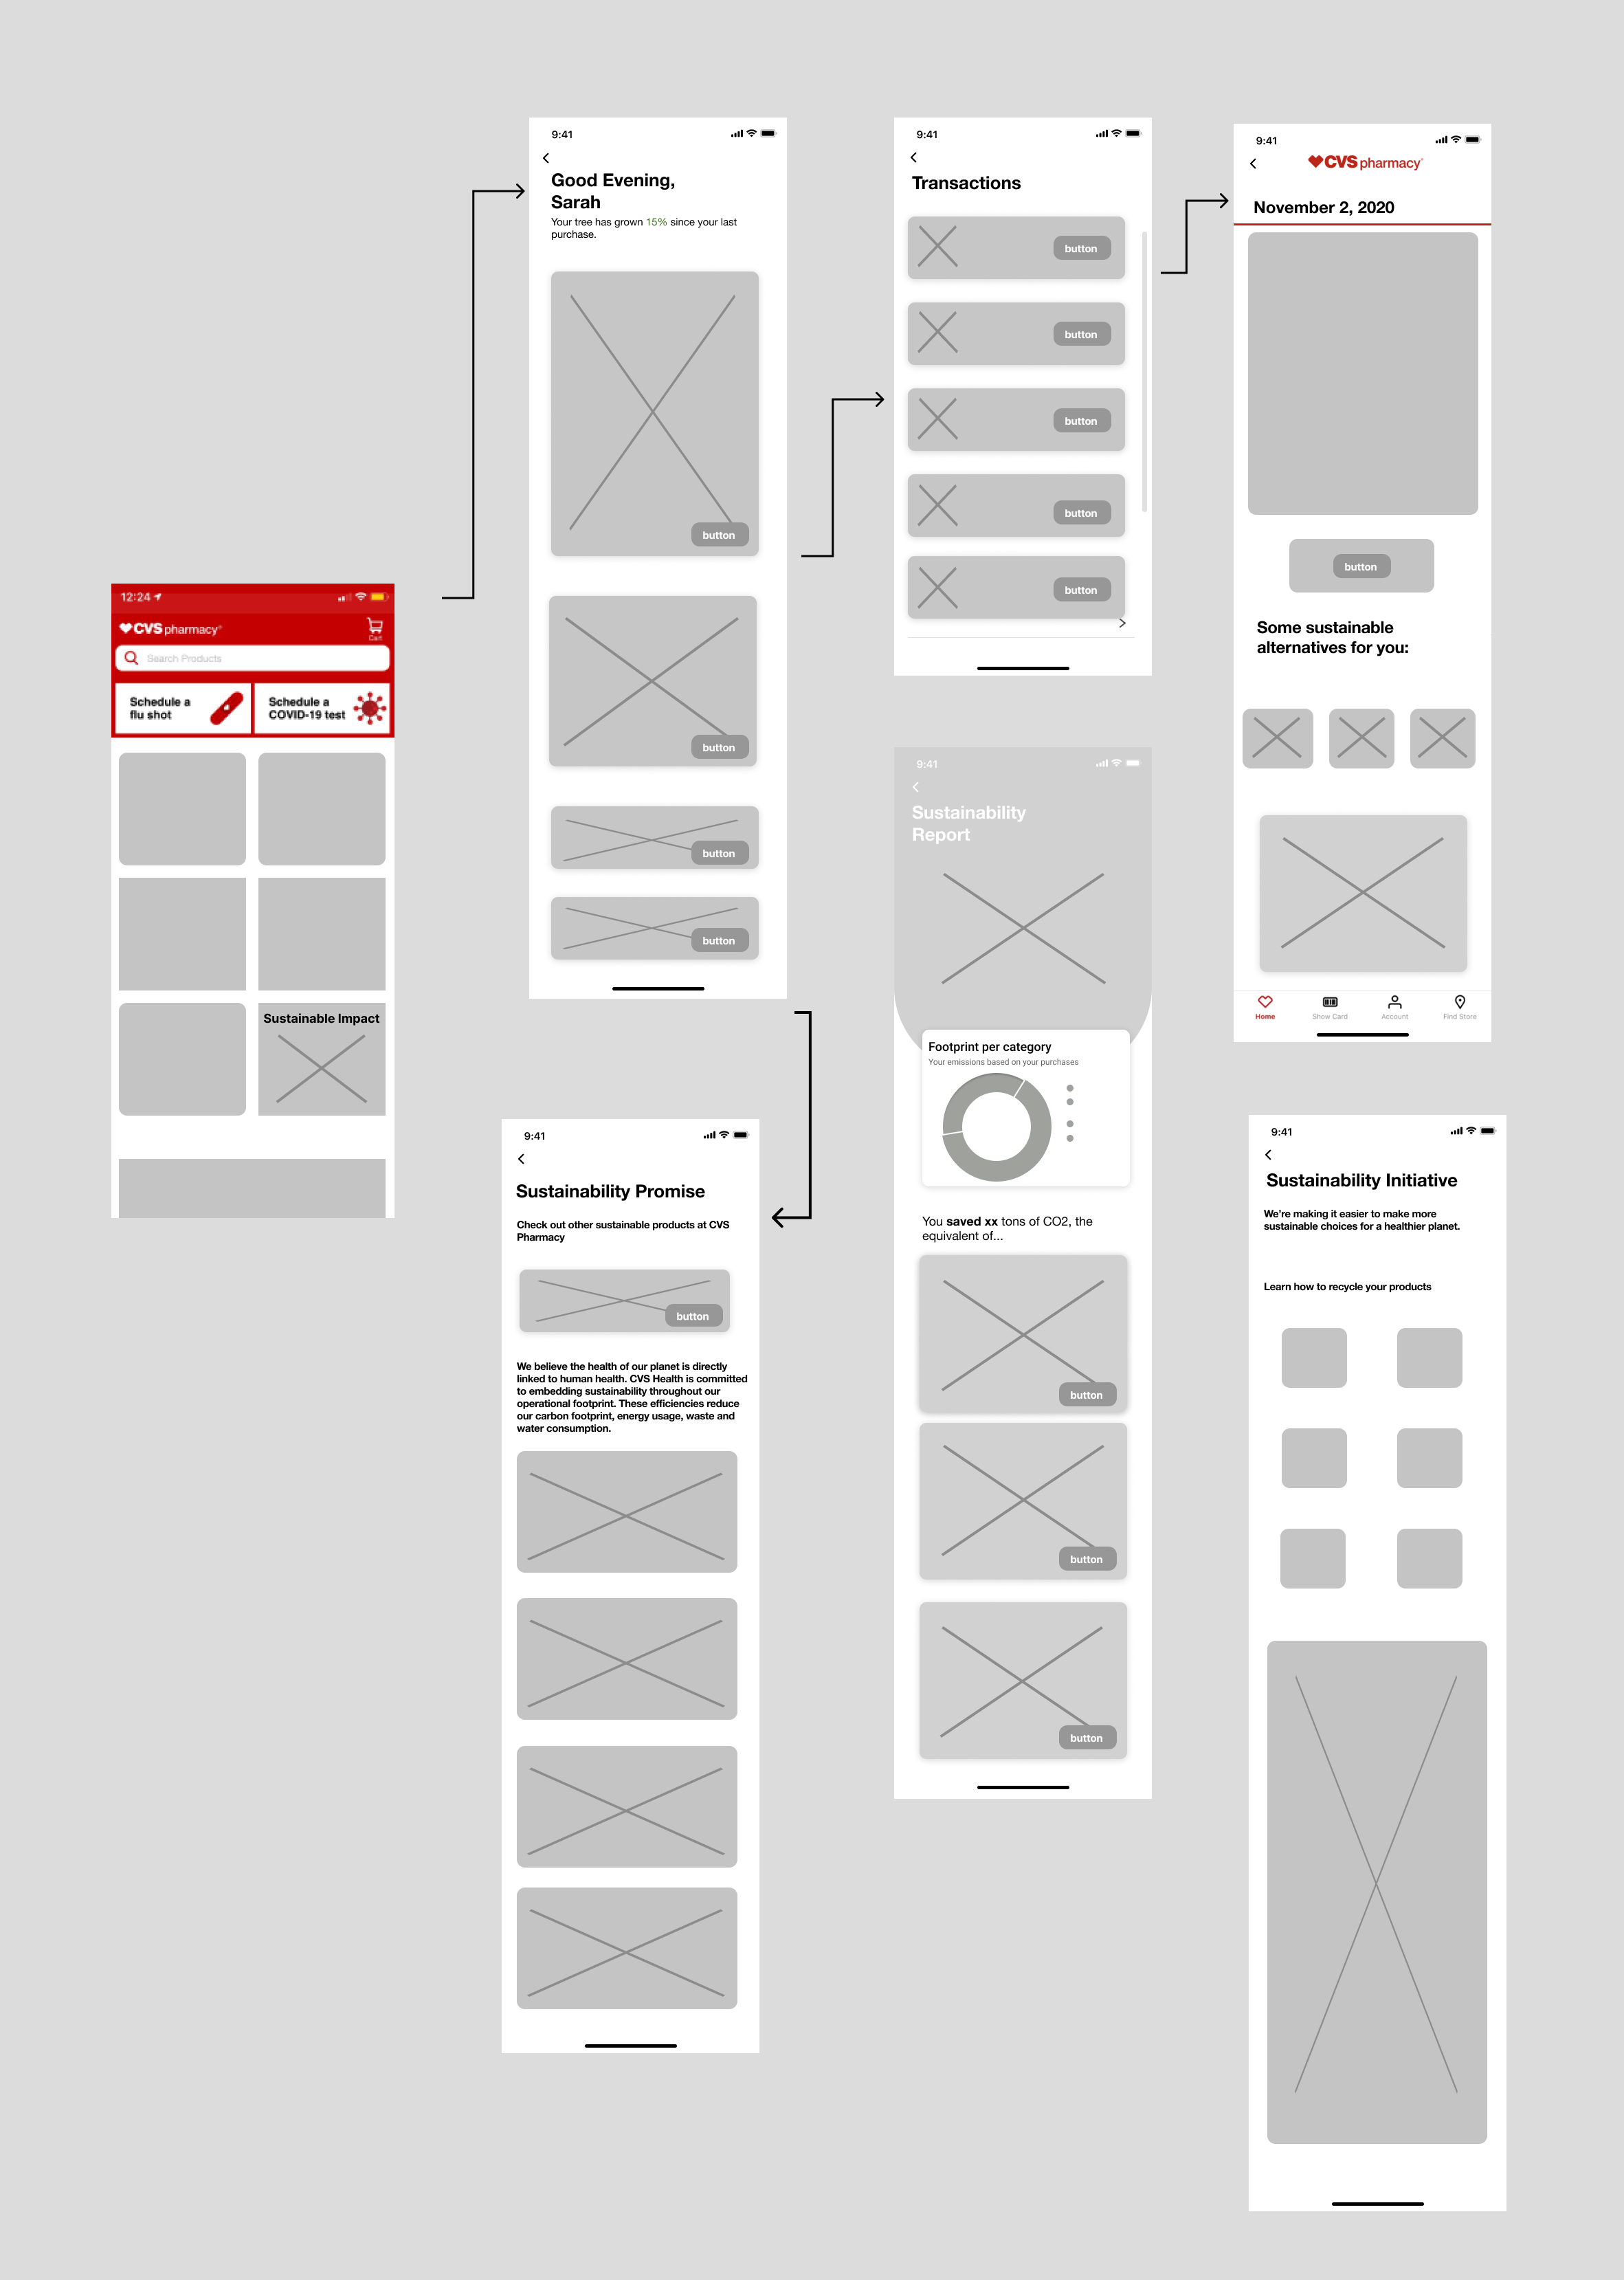 12:24
CVS pharmacy
Cart
Search Products
Schedule a
flu shot
Schedule a
COVID-19 test
Sustainable Impact
9:41
Good Evening,
Sarah
Your tree has grown 15% since your last
purchase.
button
button
button
button
9:41
Transactions
button
button
button
button
button
9:41
CVS pharmacy
November 2, 2020
button
Some sustainable
alternatives for you:
Home
Show Card
Account
Find Store
9:41
Sustainability Promise
Check out other sustainable products at CVS
Pharmacy
button
We believe the health of our planet is directly
linked to human health. CVS Health is committed
to embedding sustainability throughout our
operational footprint. These efficiencies reduce
our carbon footprint, energy usage, waste and
water consumption.
9:41
Sustainability
Report
Footprint per category
Your emissions based on your purchases
You saved xx tons of CO2, the
equivalent of...
button
button
button
9:41
Sustainability Initiative
We're making it easier to make more
sustainable choices for a healthier planet.
Learn how to recycle your products